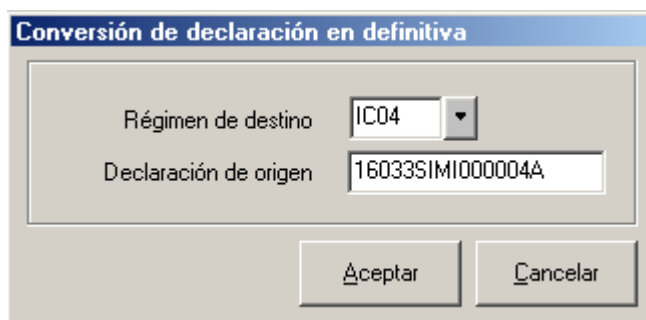 Conversión de declaración en definitiva
Régimen de destino IC04
Declaración de origen 16033SIMI000004A
Aceptar Cancelar